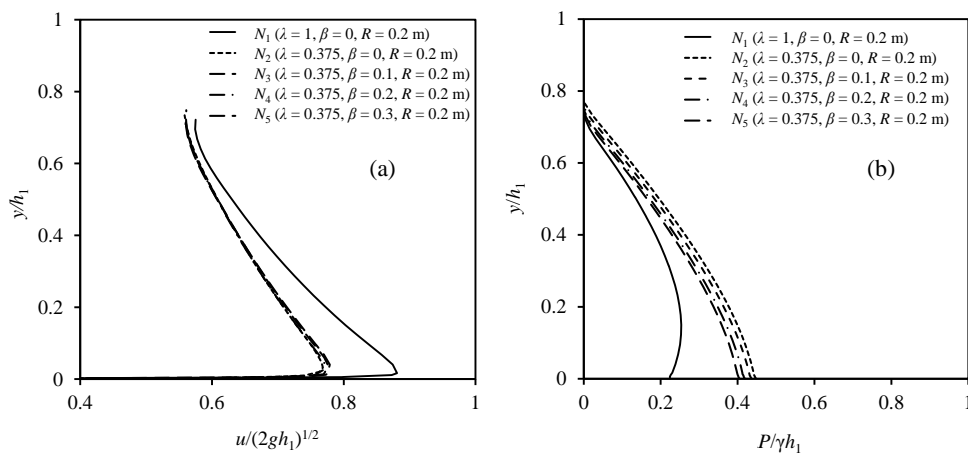 1
0.8
0.6
0.4
0.2
0
0.4
0.6
0.8
1
y/h₁
u/(2gh₁)¹/²
N₁ (λ = 1, β = 0, R = 0.2 m)
N₂ (λ = 0.375, β = 0, R = 0.2 m)
N₃ (λ = 0.375, β = 0.1, R = 0.2 m)
N₄ (λ = 0.375, β = 0.2, R = 0.2 m)
N₅ (λ = 0.375, β = 0.3, R = 0.2 m)
(a)
1
0.8
0.6
0.4
0.2
0
0
0.2
0.4
0.6
0.8
1
y/h₁
P/γh₁
N₁ (λ = 1, β = 0, R = 0.2 m)
N₂ (λ = 0.375, β = 0, R = 0.2 m)
N₃ (λ = 0.375, β = 0.1, R = 0.2 m)
N₄ (λ = 0.375, β = 0.2, R = 0.2 m)
N₅ (λ = 0.375, β = 0.3, R = 0.2 m)
(b)